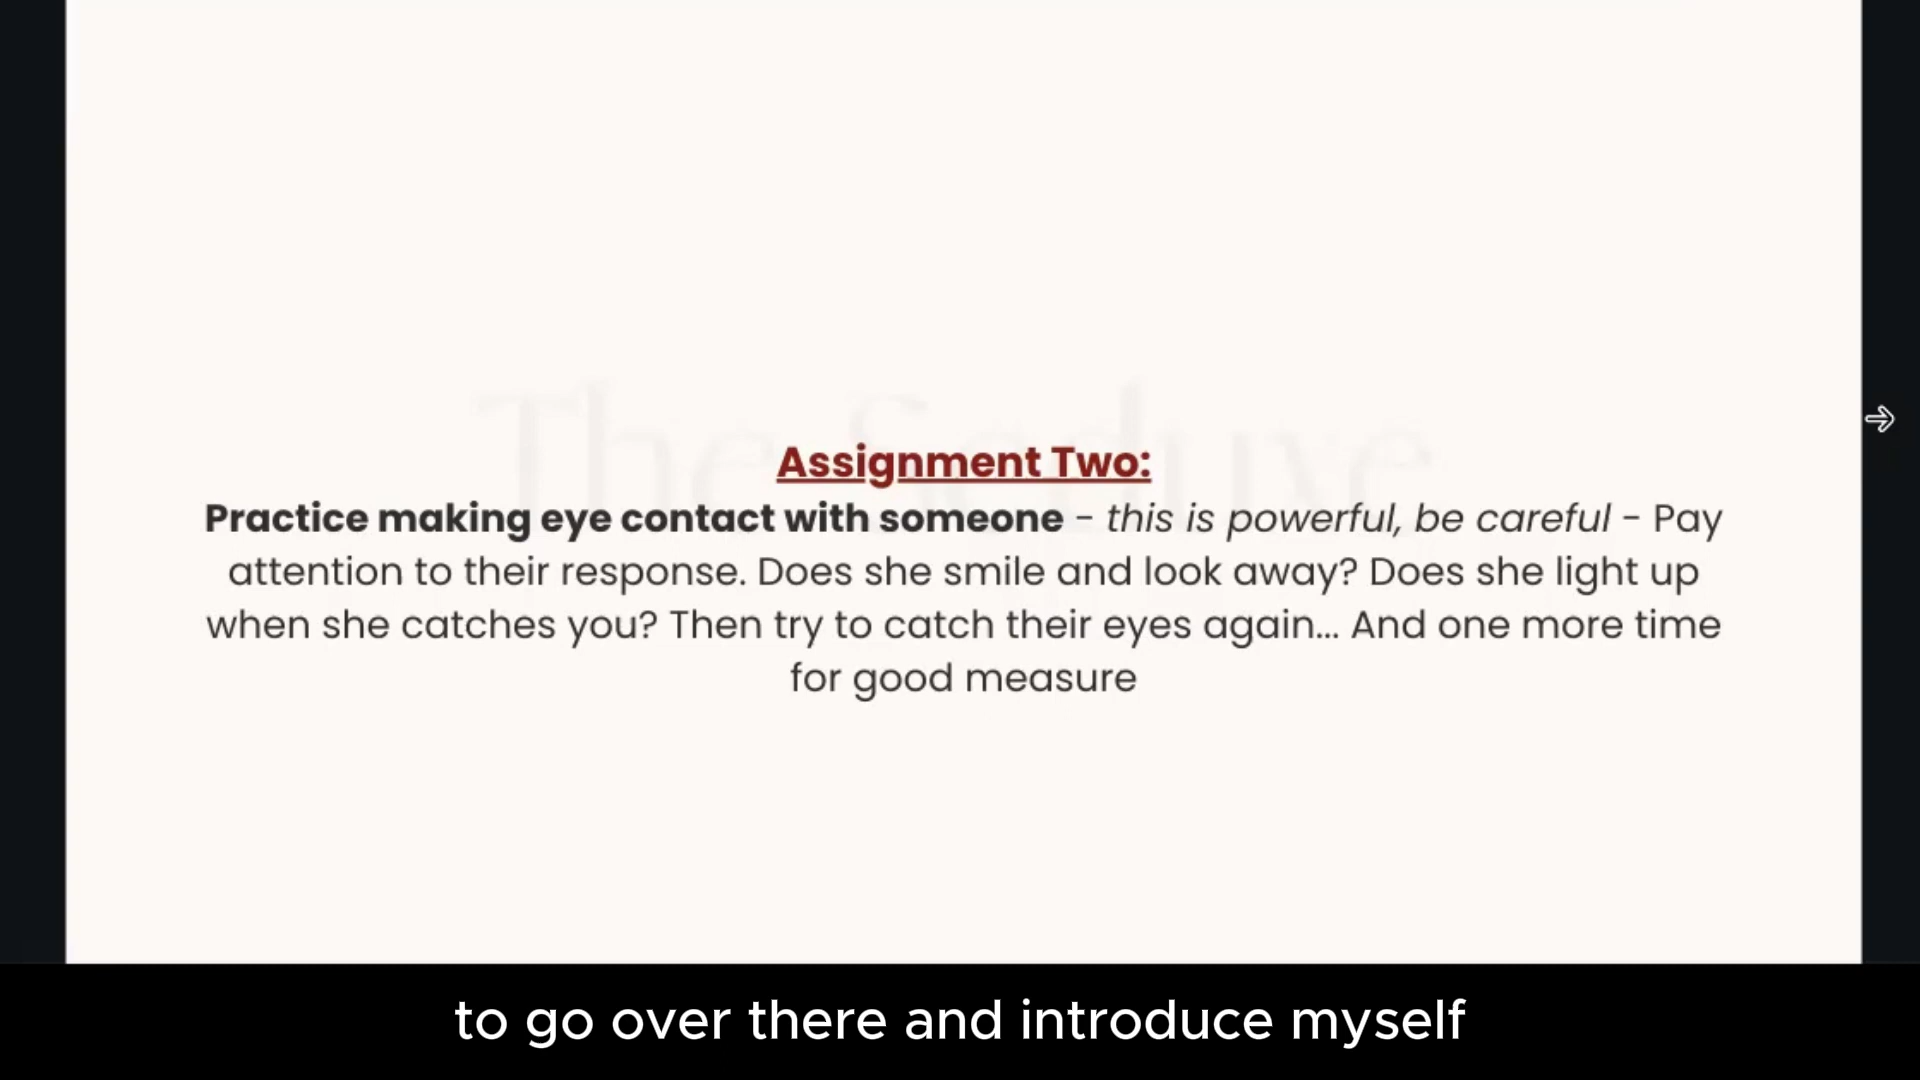 Assignment Two:
Practice making eye contact with someone - this is powerful, be careful - Pay
attention to their response. Does she smile and look away? Does she light up
when she catches you? Then try to catch their eyes again... And one more time
for good measure
to go over there and introduce myself